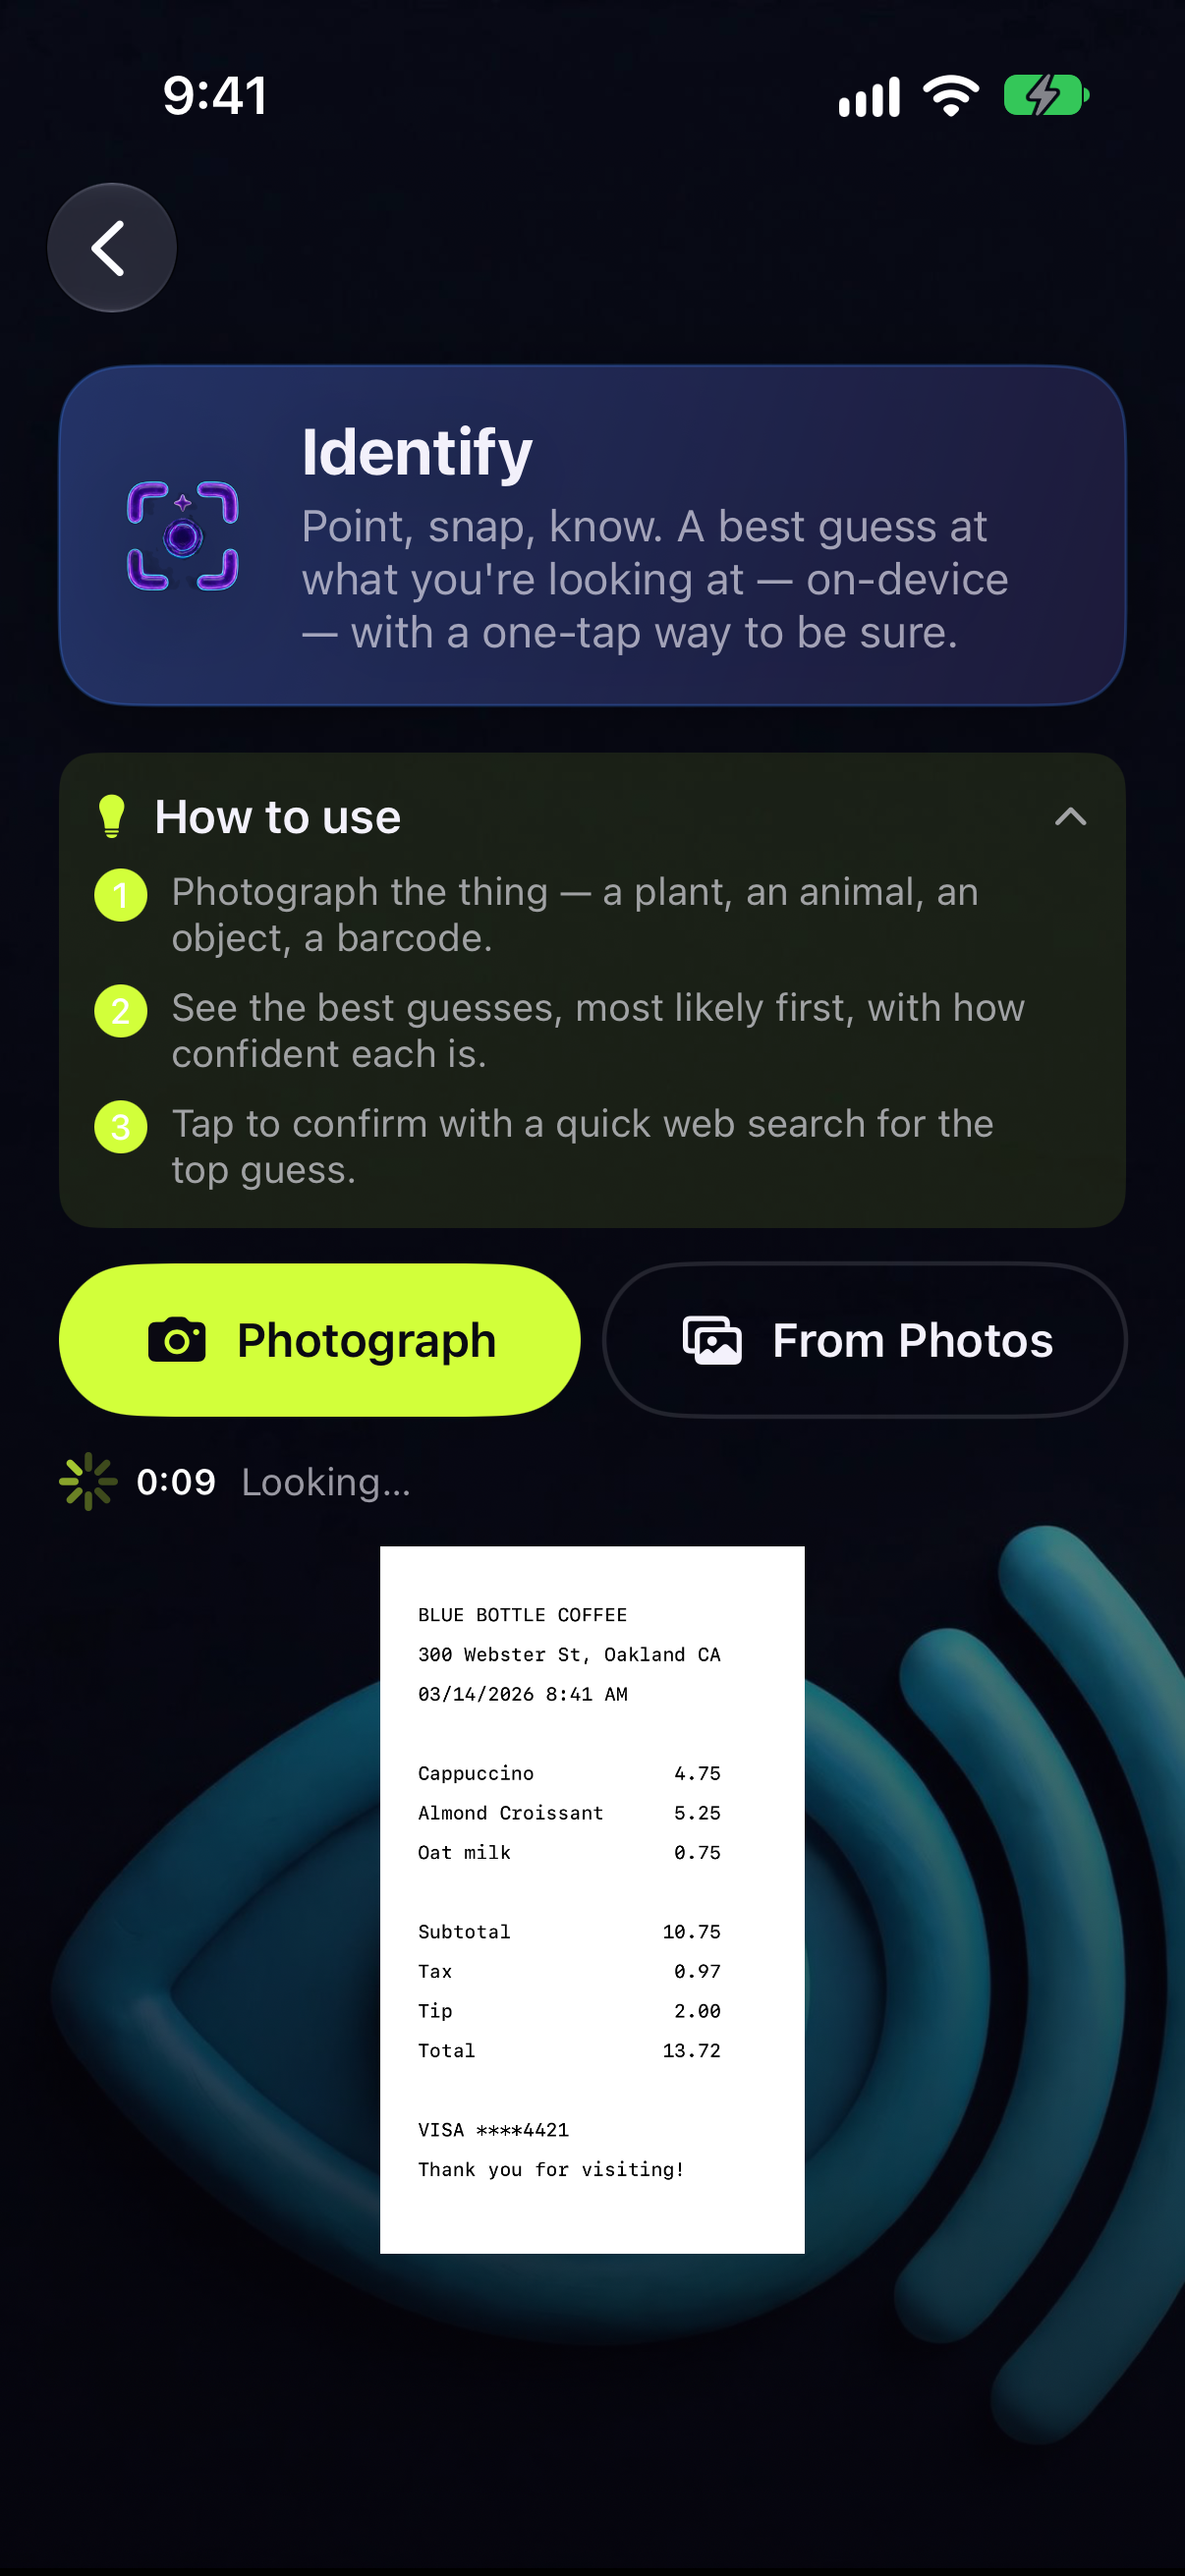 9:41
Identify
Point, snap, know. A best guess at
what you're looking at — on-device
— with a one-tap way to be sure.
How to use
1 Photograph the thing — a plant, an animal, an
object, a barcode.
2 See the best guesses, most likely first, with how
confident each is.
3 Tap to confirm with a quick web search for the
top guess.
Photograph
From Photos
0:09 Looking...
BLUE BOTTLE COFFEE
300 Webster St, Oakland CA
03/14/2026 8:41 AM
Cappuccino 4.75
Almond Croissant 5.25
Oat milk 0.75
Subtotal 10.75
Tax 0.97
Tip 2.00
Total 13.72
VISA ****4421
Thank you for visiting!